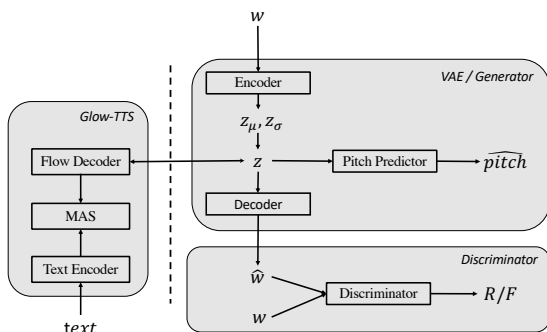 w
Encoder
VAE / Generator
z_μ, z_σ
Glow-TTS
Flow Decoder
z
Pitch Predictor
\widehat{pitch}
MAS
Decoder
Text Encoder
Discriminator
ŵ
Discriminator
R/F
w
text